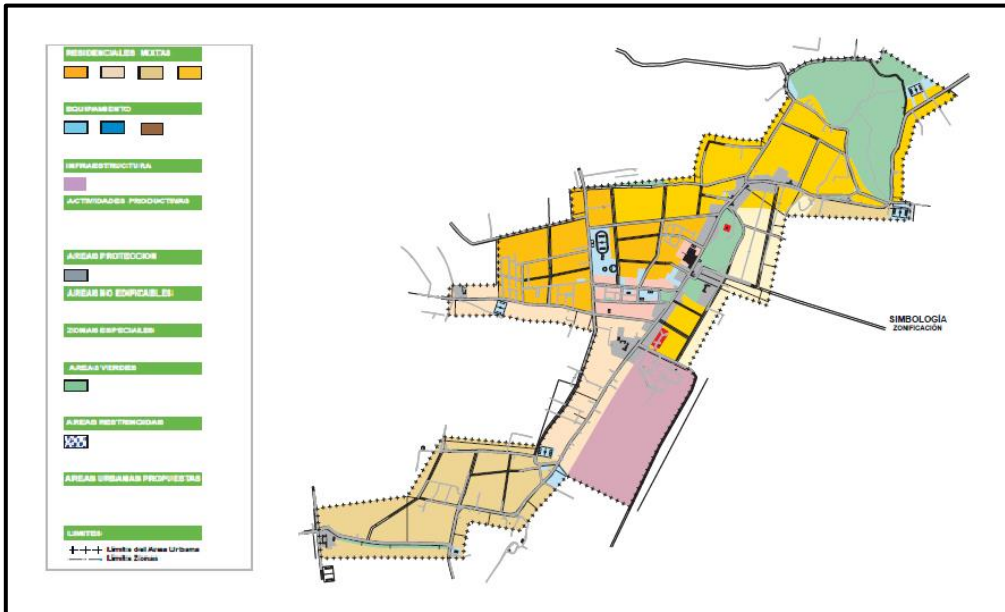 RESIDENCIALES MIXTAS
EQUIPAMIENTO
INFRAESTRUCTURA
ACTIVIDADES PRODUCTIVAS
AREAS PROTECCION
AREAS NO EDIFICABLES
ZONAS ESPECIALES
AREAS VERDES
AREAS RESTRINGIDAS
AREAS URBANAS PROPUESTAS
LIMITES
Limite del Area Urbana
Limite Zonas
SIMBOLOGÍA
ZONIFICACIÓN